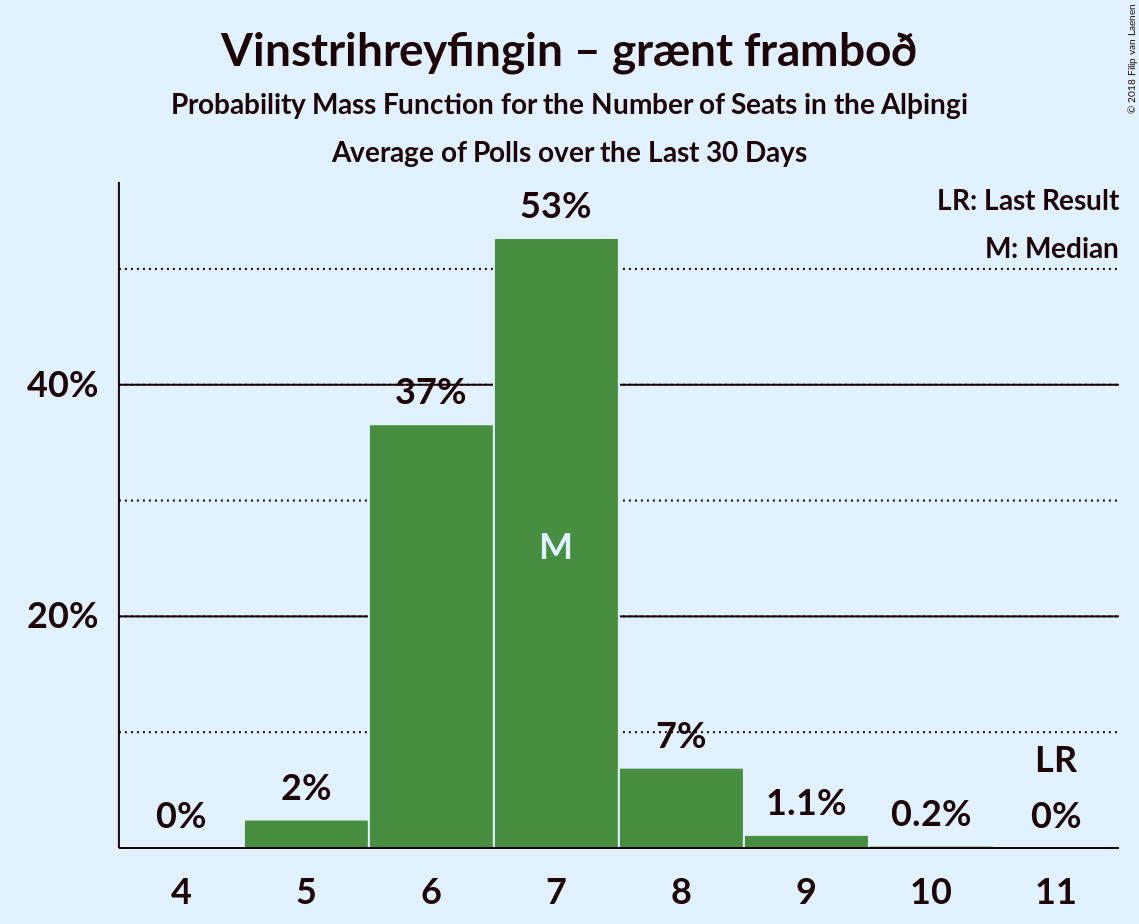 Vinstrihreyfingin – grænt framboð
Probability Mass Function for the Number of Seats in the Alþingi
Average of Polls over the Last 30 Days
© 2018 Filip van Laenen
LR: Last Result
M: Median
53%
40%
37%
M
20%
7%
LR
2%
1.1%
0.2%
0%
0%
4 5 6 7 8 9 10 11